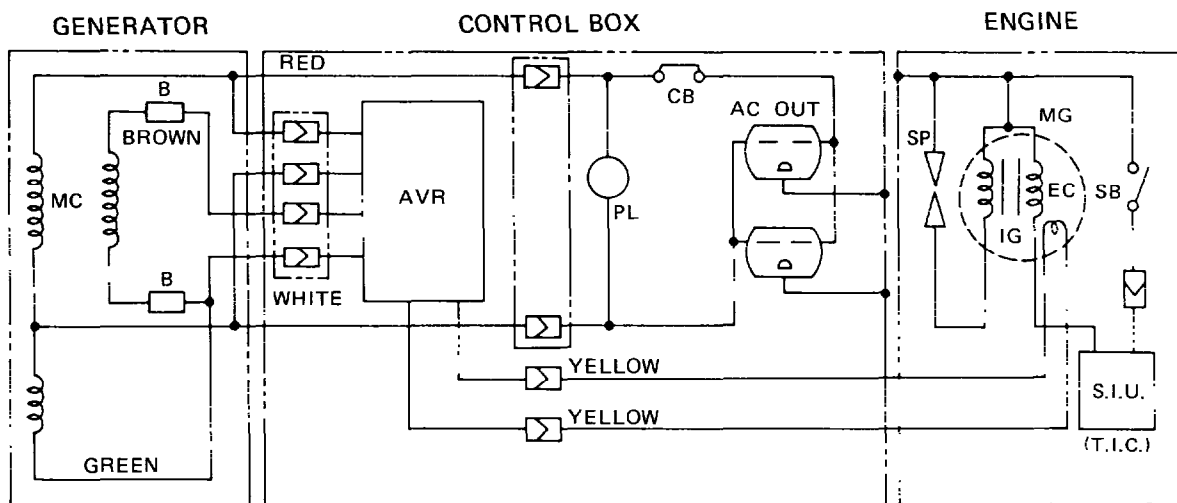 GENERATOR
CONTROL BOX
ENGINE
RED
B
BROWN
CB
AC OUT
MG
SP
MC
AVR
PL
EC
SB
IG
B
WHITE
YELLOW
S.I.U.
YELLOW
(T.I.C.)
GREEN